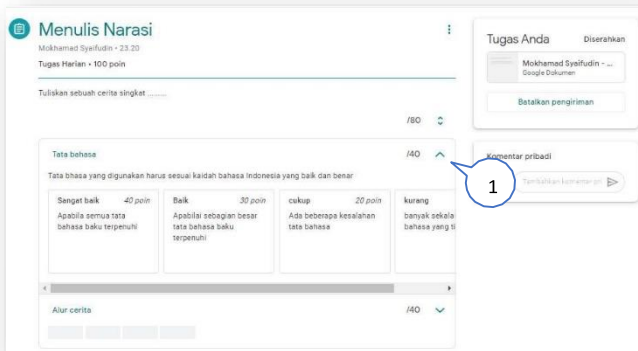 Menulis Narasi
Mokhamad Syaifudin • 23.20
Tugas Harian • 100 poin
Tuliskan sebuah cerita singkat ........
/80
Tata bahasa /40
Tata bhasa yang digunakan harus sesuai kaidah bahasa Indonesia yang baik dan benar
Sangat baik 40 poin
Apabila semua tata
bahasa baku terpenuhi
Baik 30 poin
Apabilai sebagian besar
tata bahasa baku
terpenuhi
cukup 20 poin
Ada beberapa kesalahan
tata bahasa
kurang
banyak sekala
bahasa yang ti
Alur cerita /40
Tugas Anda Diserahkan
Mokhamad Syaifudin - ...
Google Dokumen
Batalkan pengiriman
Komentar pribadi
1
Tambahkan komentar pri